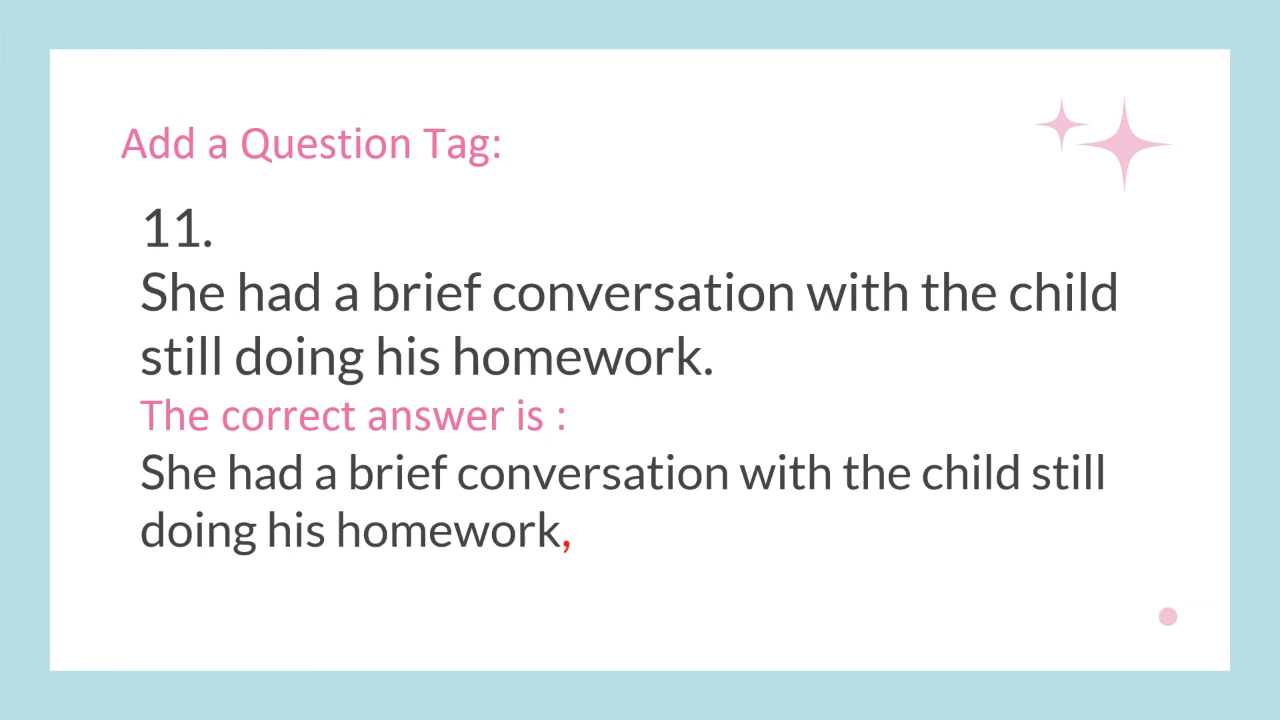 Add a Question Tag:
11.
She had a brief conversation with the child
still doing his homework.
The correct answer is :
She had a brief conversation with the child still
doing his homework,